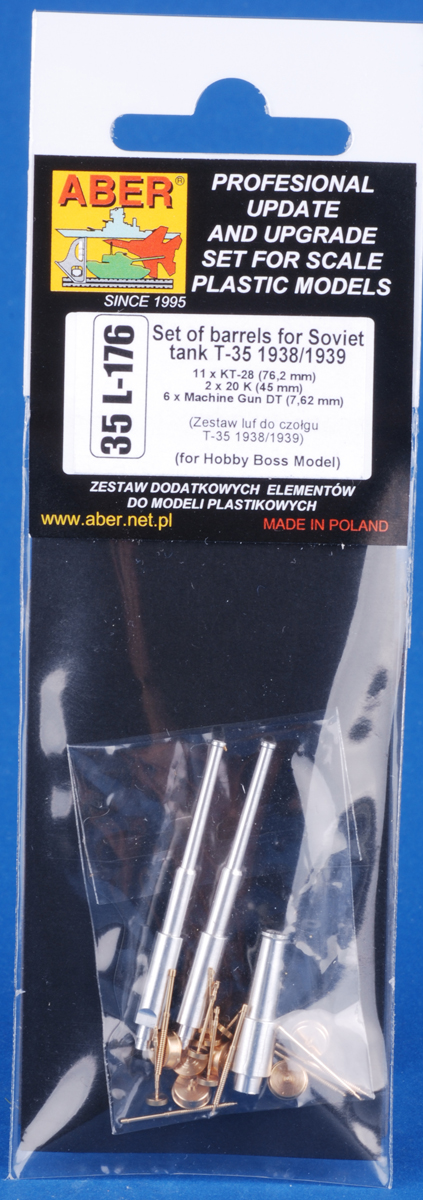 ABER®
SINCE 1995
PROFESIONAL
UPDATE
AND UPGRADE
SET FOR SCALE
PLASTIC MODELS
35 L-176
Set of barrels for Soviet
tank T-35 1938/1939
11 x KT-28 (76,2 mm)
2 x 20 K (45 mm)
6 x Machine Gun DT (7,62 mm)
(Zestaw luf do czołgu
T-35 1938/1939)
(for Hobby Boss Model)
ZESTAW DODATKOWYCH ELEMENTÓW
DO MODELI PLASTIKOWYCH
www.aber.net.pl
MADE IN POLAND